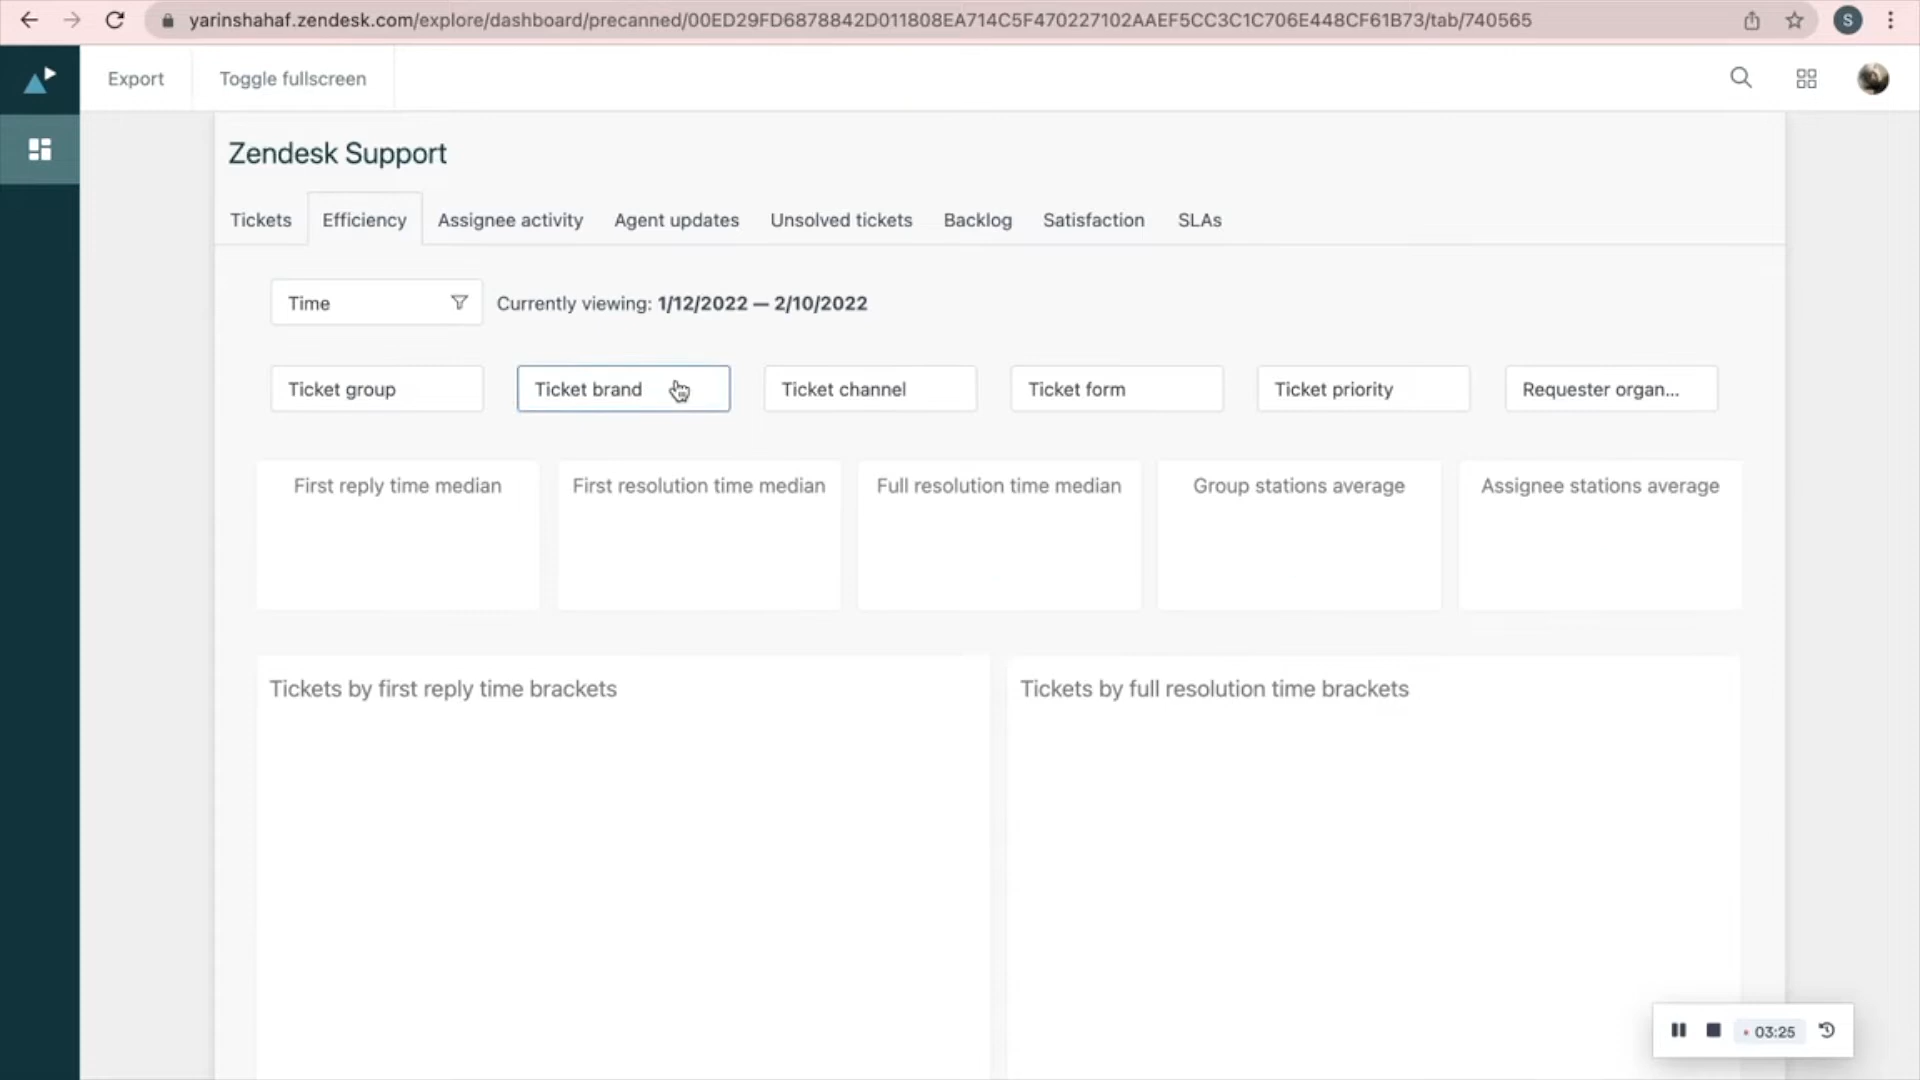 yarinshahaf.zendesk.com/explore/dashboard/precanned/00ED29FD6878842D011808EA714C5F470227102AAEF5CC3C1C706E448CF61B73/tab/740565
S
Export
Toggle fullscreen
Zendesk Support
Tickets
Efficiency
Assignee activity
Agent updates
Unsolved tickets
Backlog
Satisfaction
SLAs
Time
Currently viewing: 1/12/2022 — 2/10/2022
Ticket group
Ticket brand
Ticket channel
Ticket form
Ticket priority
Requester organ...
First reply time median
First resolution time median
Full resolution time median
Group stations average
Assignee stations average
Tickets by first reply time brackets
Tickets by full resolution time brackets
03:25